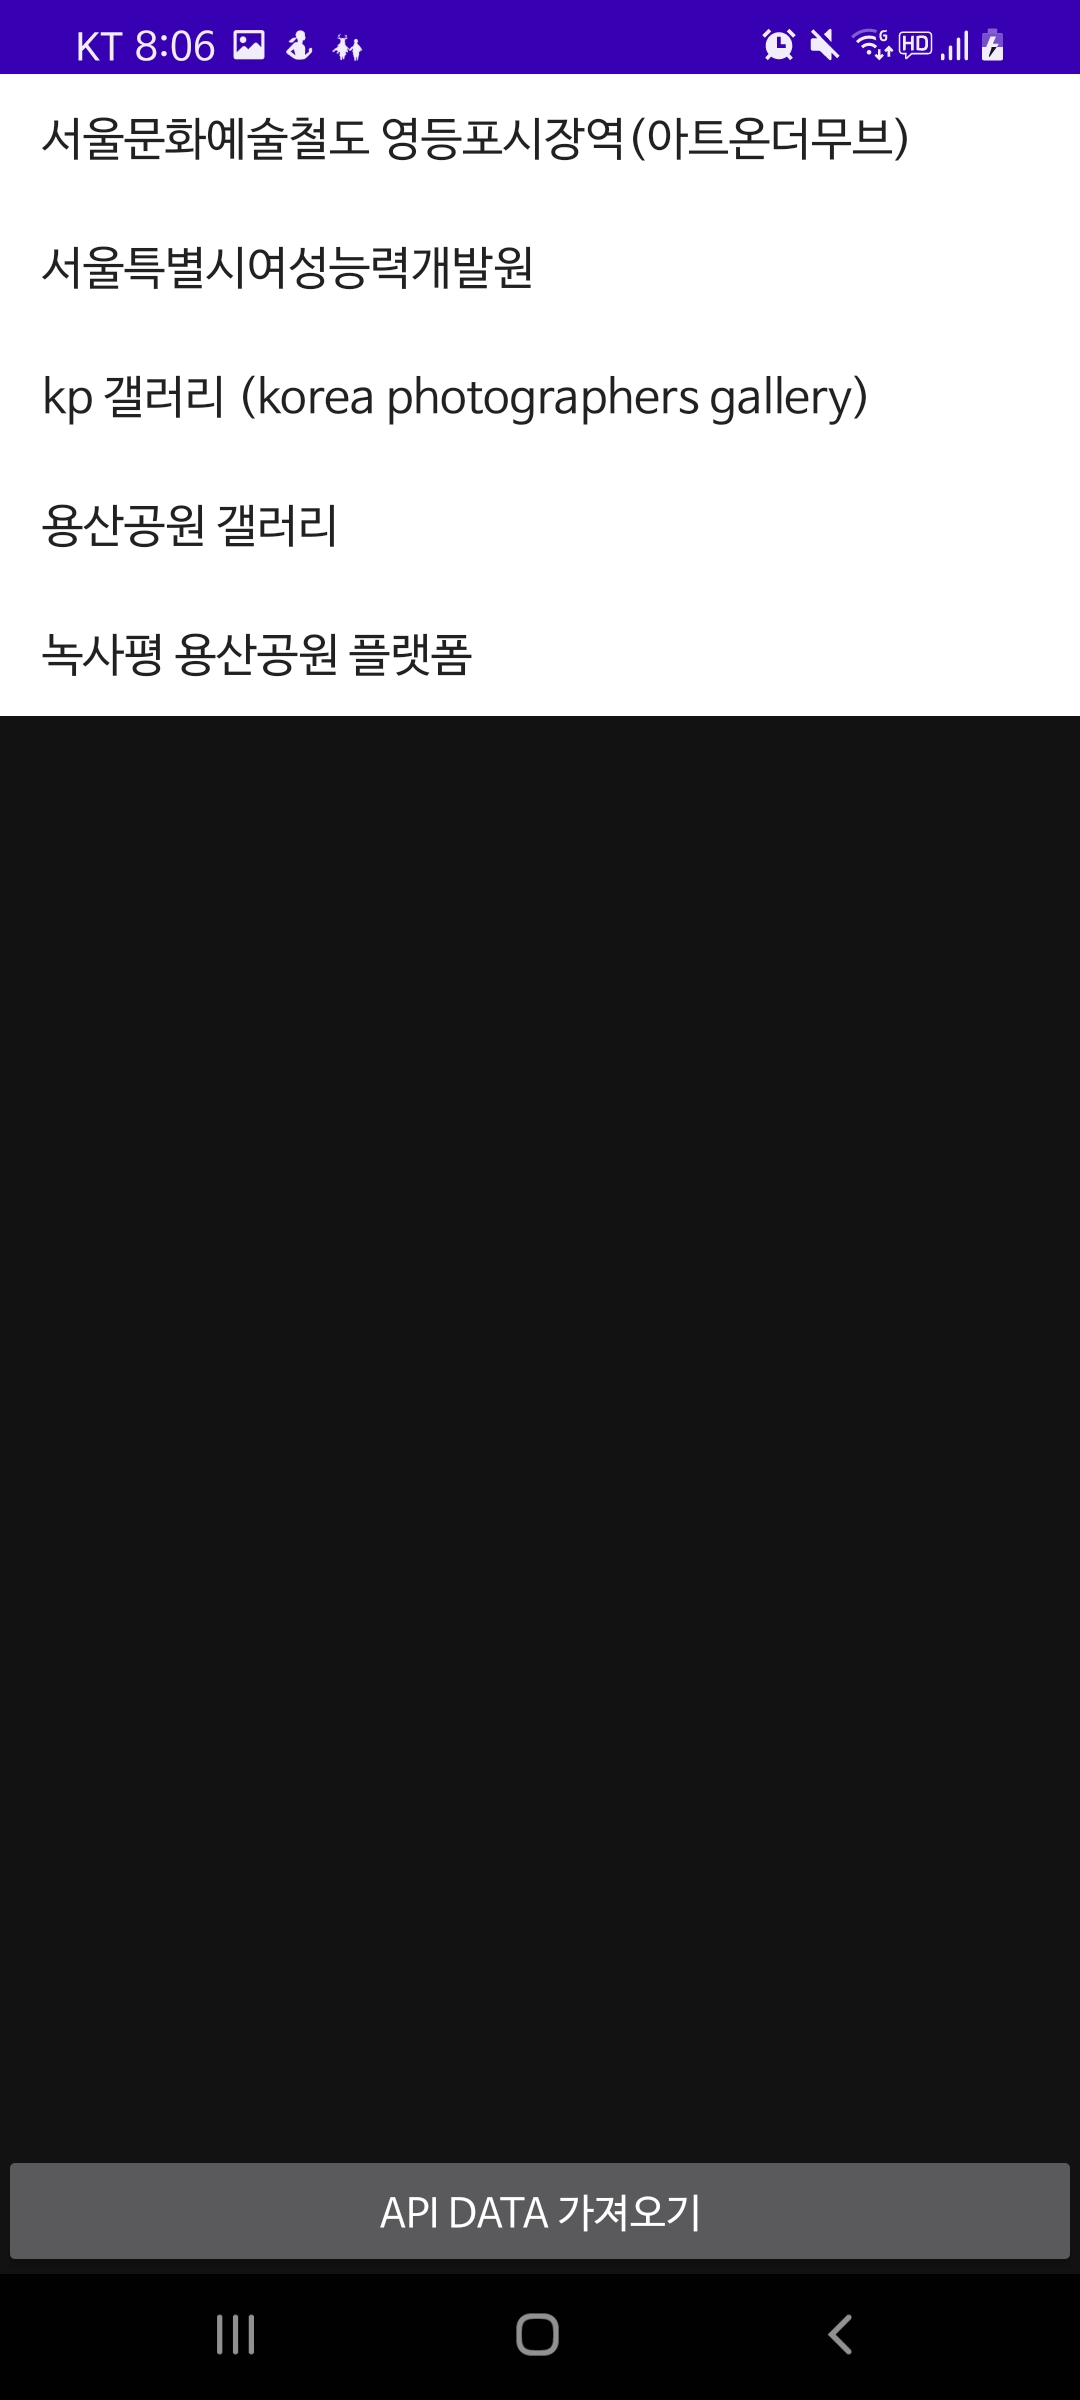 KT 8:06
서울문화예술철도 영등포시장역(아트온더무브)
서울특별시여성능력개발원
kp 갤러리 (korea photographers gallery)
용산공원 갤러리
녹사평 용산공원 플랫폼
API DATA 가져오기